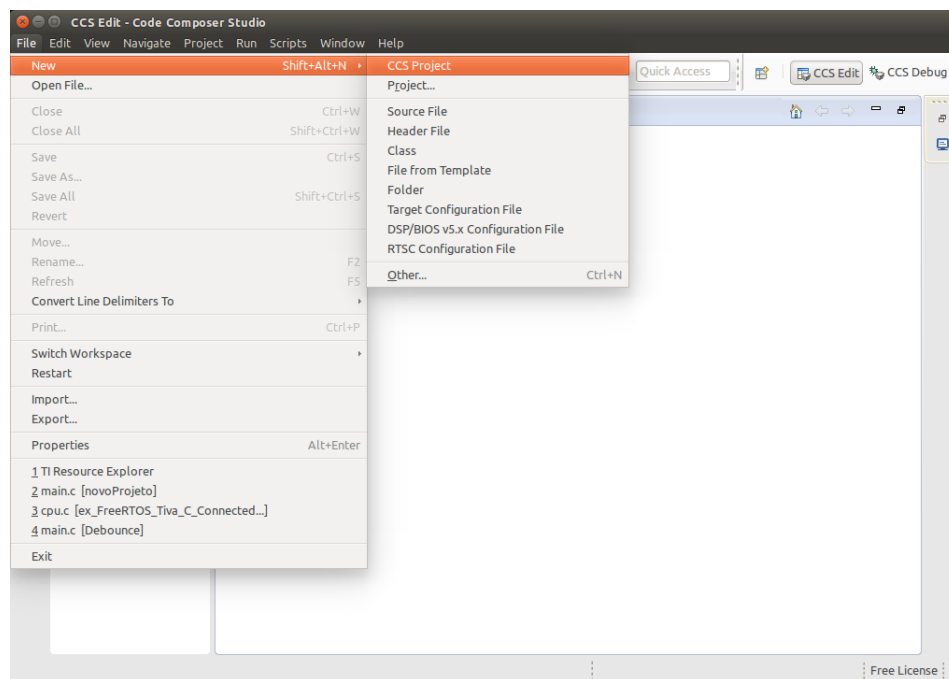 CCS Edit - Code Composer Studio
File Edit View Navigate Project Run Scripts Window Help
New Shift+Alt+N
Open File...
Close Ctrl+W
Close All Shift+Ctrl+W
Save Ctrl+S
Save As...
Save All Shift+Ctrl+S
Revert
Move...
Rename... F2
Refresh F5
Convert Line Delimiters To
Print... Ctrl+P
Switch Workspace
Restart
Import...
Export...
Properties Alt+Enter
1 TI Resource Explorer
2 main.c [novoProjeto]
3 cpu.c [ex_FreeRTOS_Tiva_C_Connected...]
4 main.c [Debounce]
Exit
CCS Project
Project...
Source File
Header File
Class
File from Template
Folder
Target Configuration File
DSP/BIOS v5.x Configuration File
RTSC Configuration File
Other... Ctrl+N
Quick Access
CCS Edit
CCS Debug
Free License